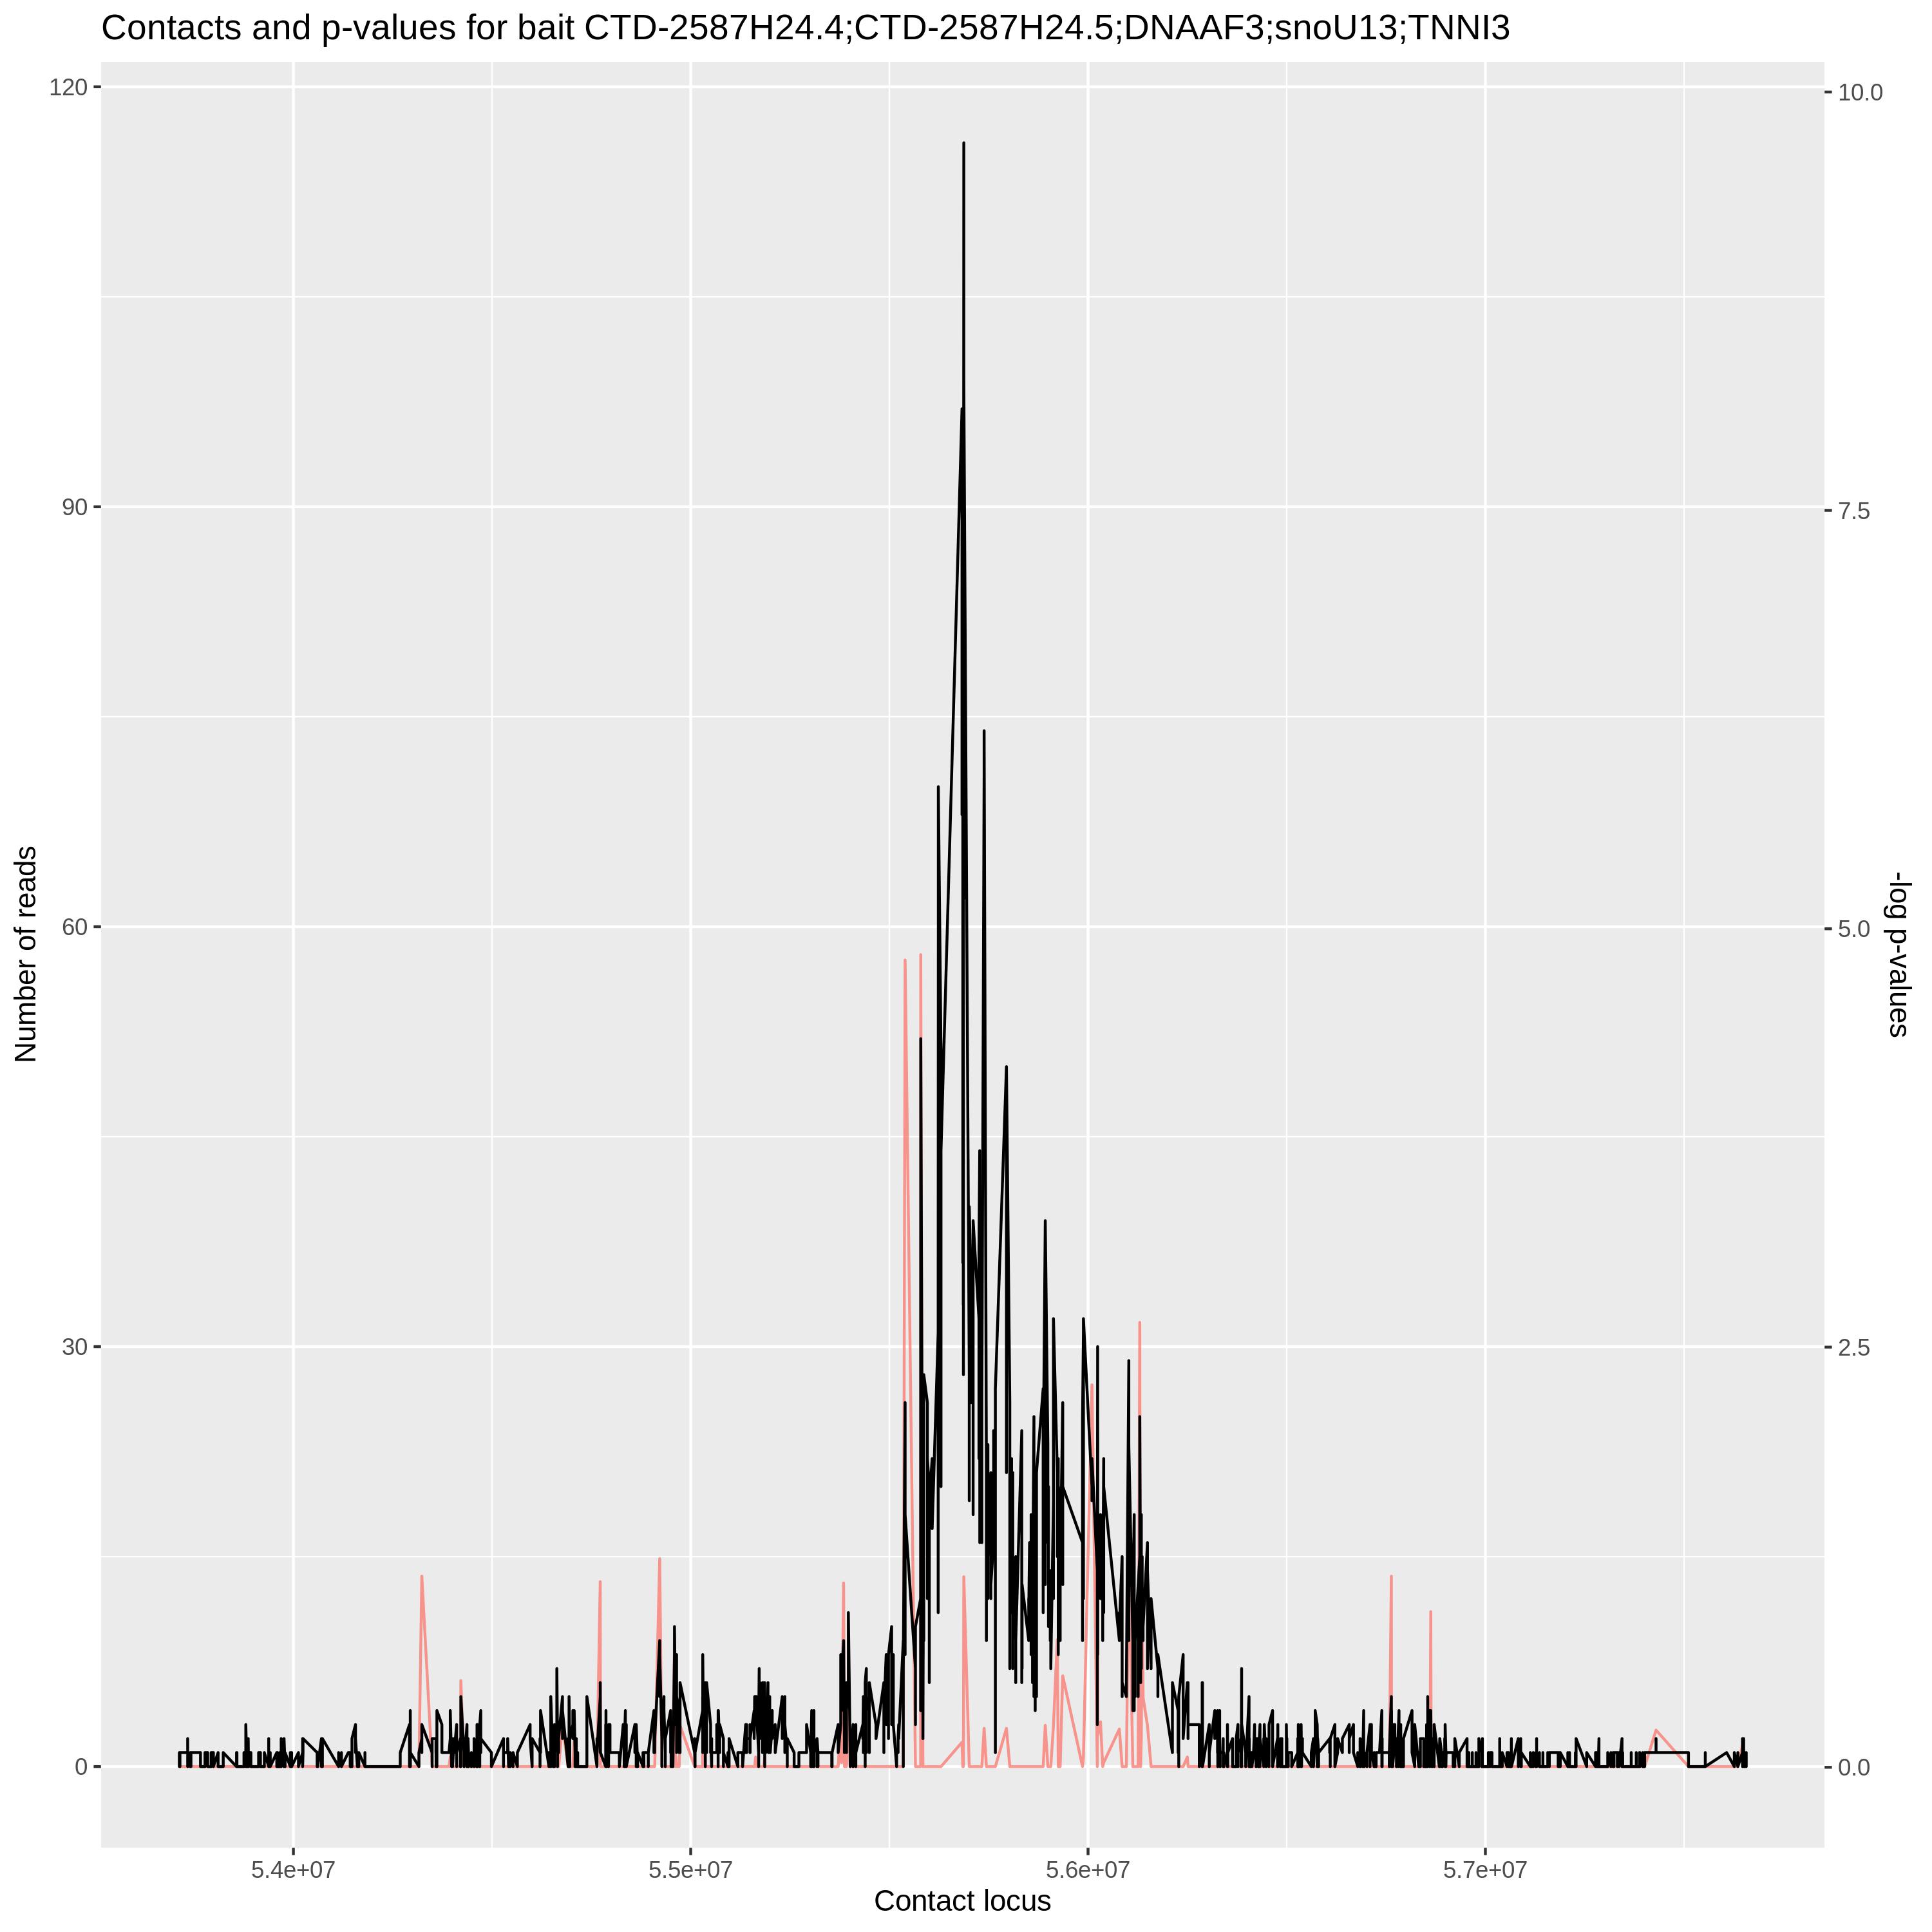 Contacts and p-values for bait CTD-2587H24.4;CTD-2587H24.5;DNAAF3;snoU13;TNNI3
120
90
60
30
0
Number of reads
10.0
7.5
5.0
2.5
0.0
-log p-values
5.4e+07
5.5e+07
5.6e+07
5.7e+07
Contact locus